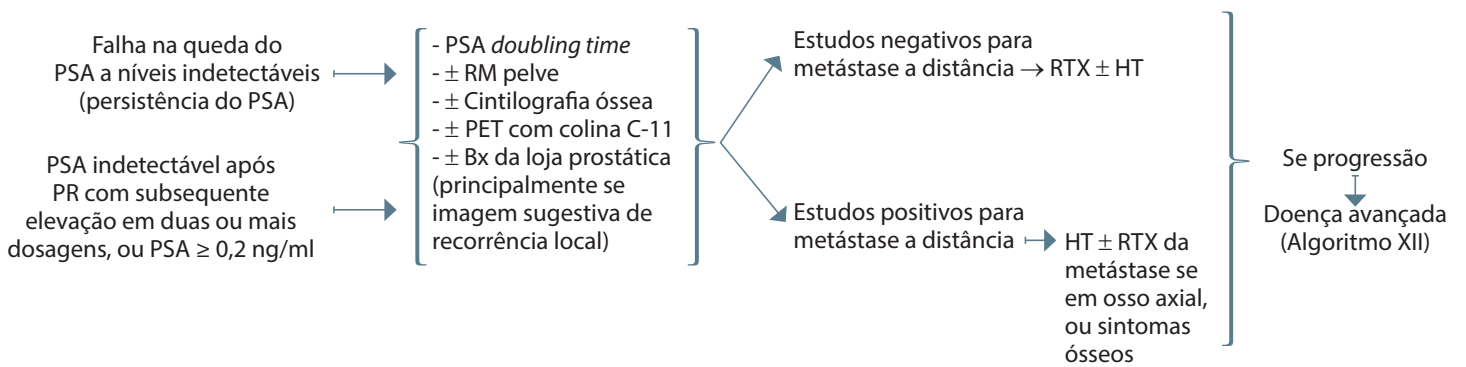 Falha na queda do
PSA a níveis indetectáveis
(persistência do PSA)
PSA indetectável após
PR com subsequente
elevação em duas ou mais
dosagens, ou PSA ≥ 0,2 ng/ml
- PSA doubling time
- ± RM pelve
- ± Cintilografia óssea
- ± PET com colina C-11
- ± Bx da loja prostática
(principalmente se
imagem sugestiva de
recorrência local)
Estudos negativos para
metástase a distância → RTX ± HT
Estudos positivos para
metástase a distância
HT ± RTX da
metástase se
em osso axial,
ou sintomas
ósseos
Se progressão
Doença avançada
(Algoritmo XII)